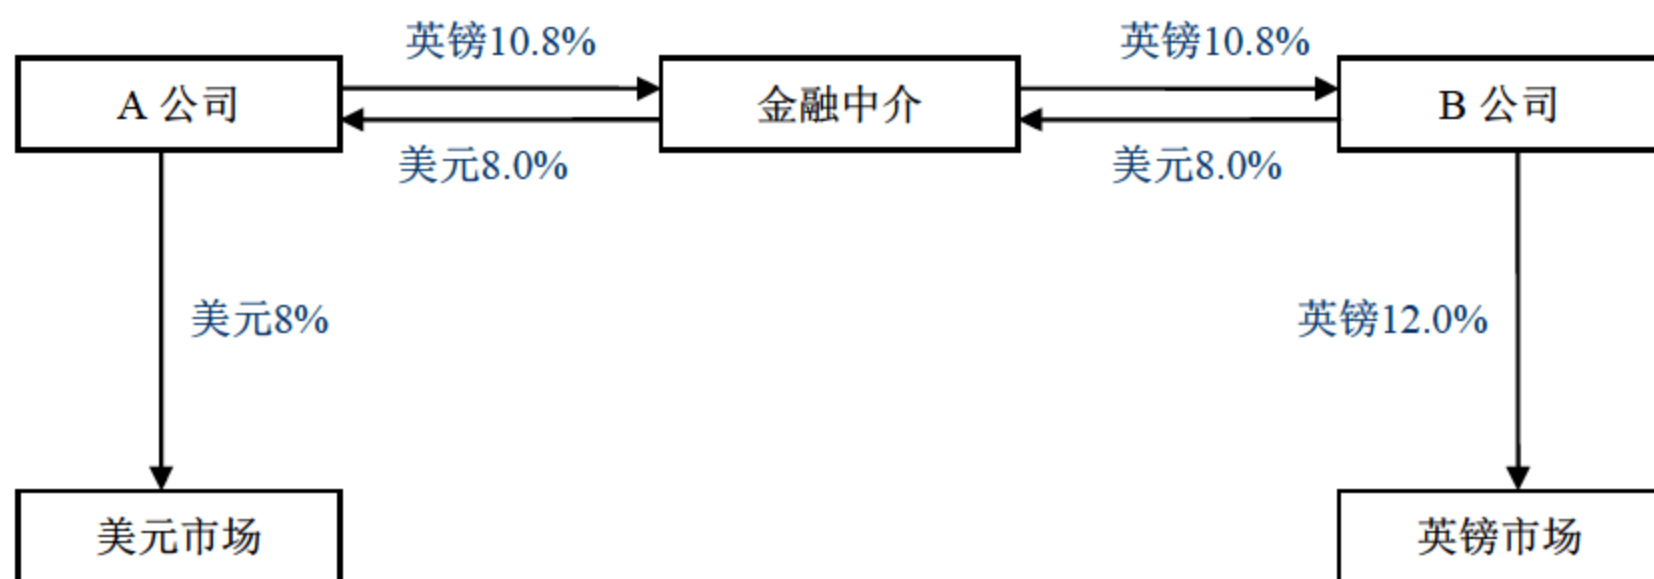 英镑10.8%
英镑10.8%
A 公司
金融中介
B 公司
美元8.0%
美元8.0%
美元8%
英镑12.0%
美元市场
英镑市场